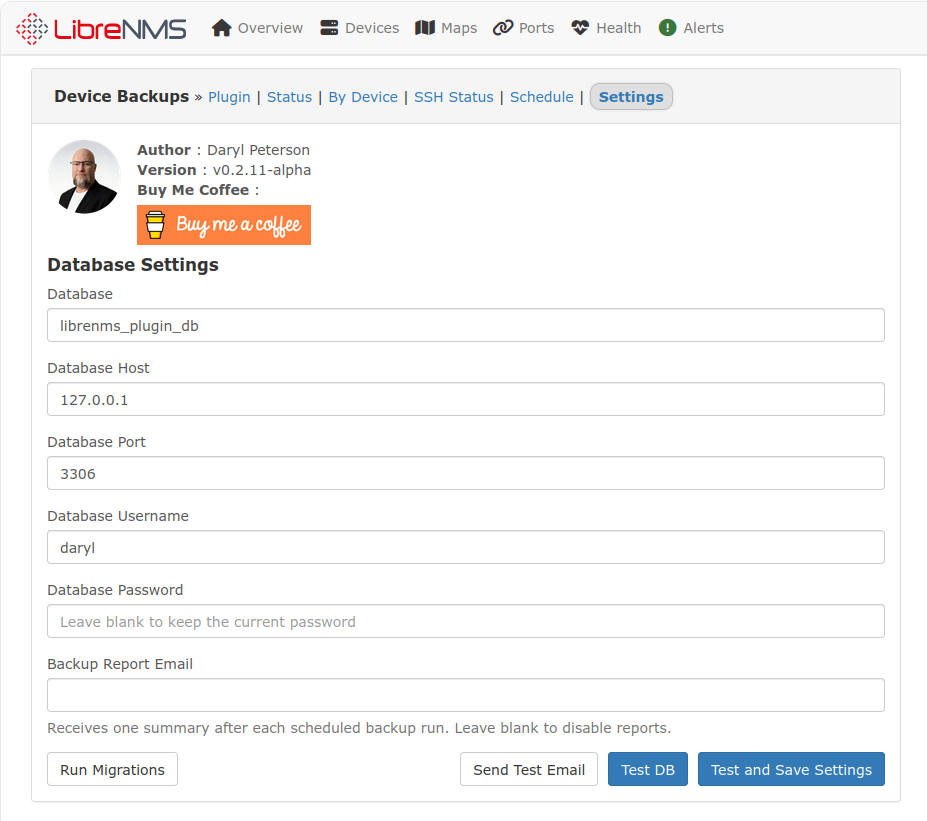 LibreNMS Overview Devices Maps Ports Health Alerts
Device Backups » Plugin | Status | By Device | SSH Status | Schedule | Settings
Author : Daryl Peterson
Version : v0.2.11-alpha
Buy Me Coffee :
Buy me a coffee
Database Settings
Database
librenms_plugin_db
Database Host
127.0.0.1
Database Port
3306
Database Username
daryl
Database Password
Leave blank to keep the current password
Backup Report Email
Receives one summary after each scheduled backup run. Leave blank to disable reports.
Run Migrations Send Test Email Test DB Test and Save Settings